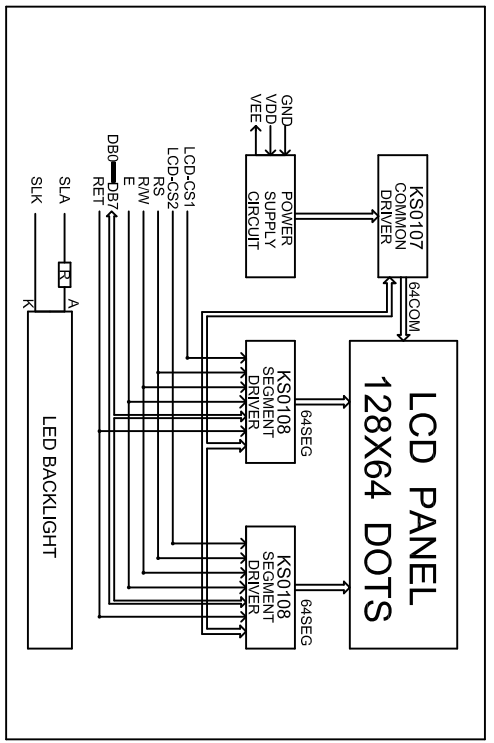 GND
VDD
VEE
POWER
SUPPLY
CIRCUIT
KS0107
COMMON
DRIVER
64COM
LCD PANEL
128X64 DOTS
LCD-CS1
LCD-CS2
RS
R/W
E
DB0
DB7
RET
KS0108
SEGMENT
DRIVER
64SEG
KS0108
SEGMENT
DRIVER
64SEG
SLA
R
A
SLK
K
LED BACKLIGHT